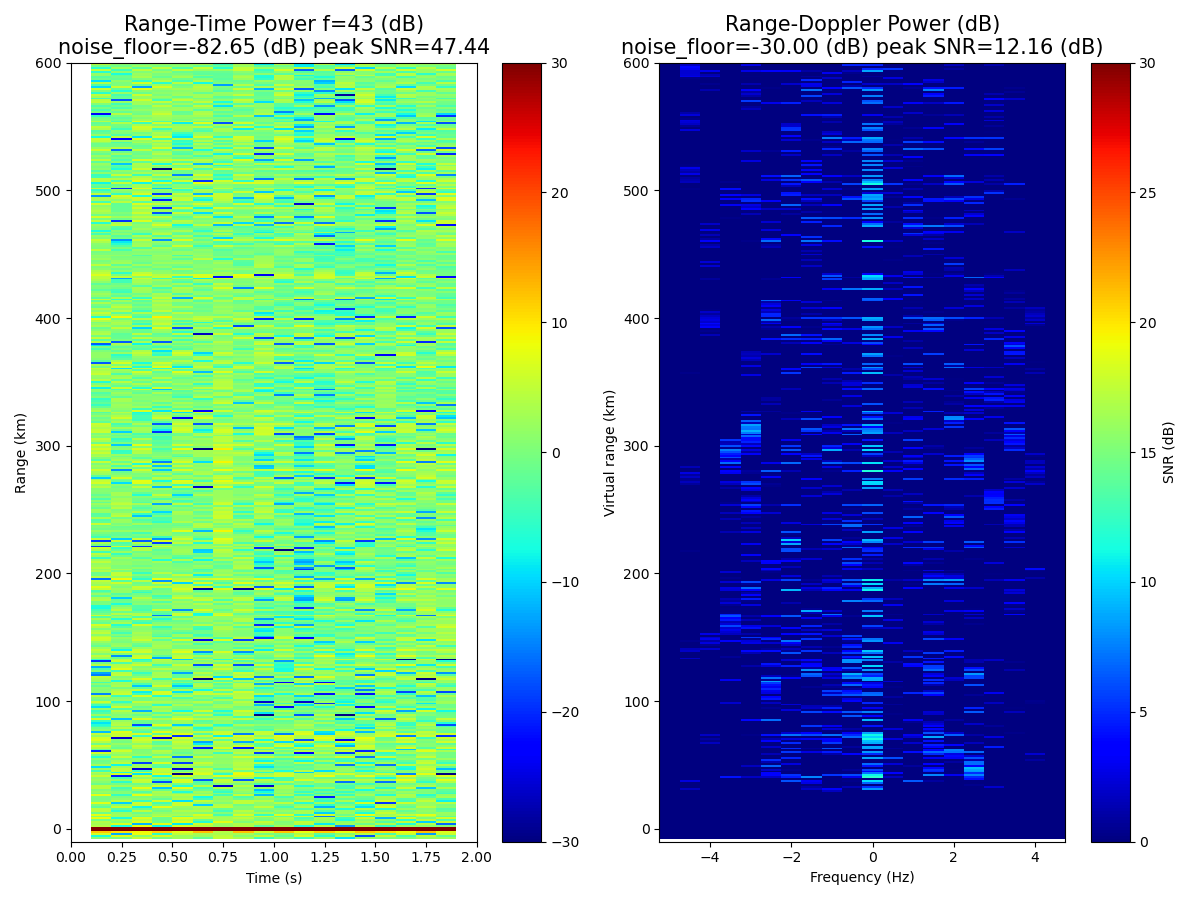 Range-Time Power f=43 (dB)
noise_floor=-82.65 (dB) peak SNR=47.44
600
500
400
300
200
100
0
Range (km)
0.00 0.25 0.50 0.75 1.00 1.25 1.50 1.75 2.00
Time (s)
30
20
10
0
−10
−20
−30
Range-Doppler Power (dB)
noise_floor=-30.00 (dB) peak SNR=12.16 (dB)
600
500
400
300
200
100
0
Virtual range (km)
−4 −2 0 2 4
Frequency (Hz)
30
25
20
15
10
5
0
SNR (dB)